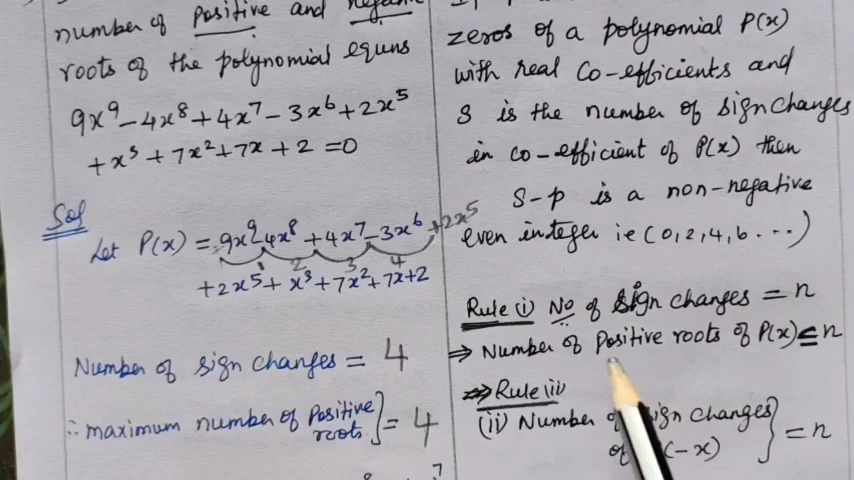 number of positive and
roots of the polynomial equns
9x⁹ - 4x⁸ + 4x⁷ - 3x⁶ + 2x⁵
+ x³ + 7x² + 7x + 2 = 0
Sol
Let P(x) = 9x⁹ - 4x⁸ + 4x⁷ - 3x⁶ + 2x⁵
1 2 3 4
+ 2x⁵ + x³ + 7x² + 7x + 2
Number of sign changes = 4
∴ maximum number of positive roots } = 4
zeros of a polynomial P(x)
with real Co-efficients and
S is the number of sign changes
in co-efficient of P(x) then
S-p is a non-negative
even integer ie (0,2,4,6 ...)
Rule (i) No of sign changes = n
⇒ Number of Positive roots of P(x) ≤ n
⇒ Rule (ii)
(ii) Number of sign changes
(-x) } = n